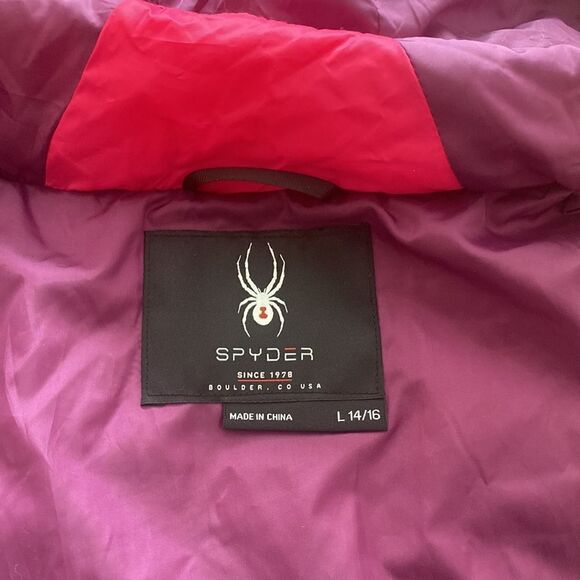 SPYDER
SINCE 1978
BOULDER, CO USA
MADE IN CHINA L 14/16